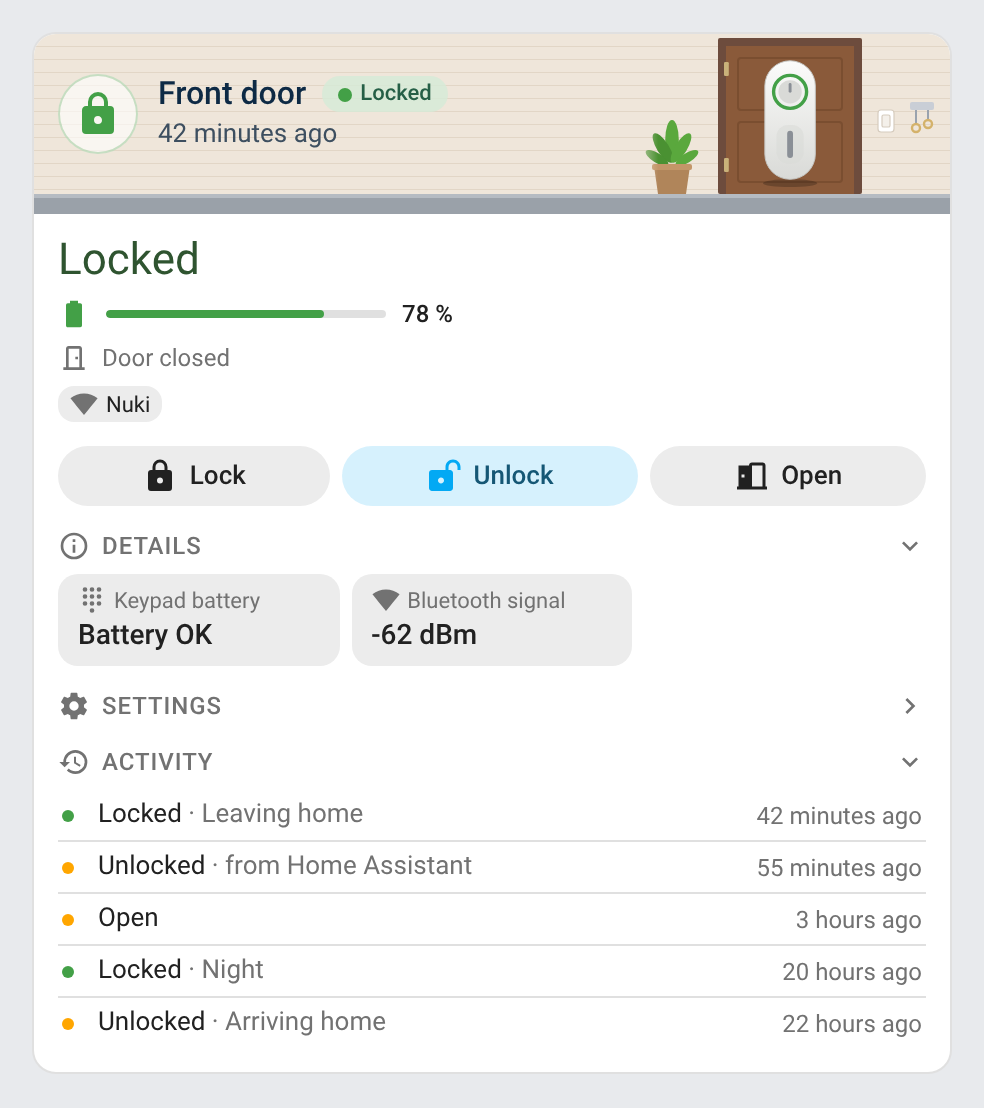 Front door
Locked
42 minutes ago
Locked
78 %
Door closed
Nuki
Lock
Unlock
Open
DETAILS
Keypad battery
Battery OK
Bluetooth signal
-62 dBm
SETTINGS
ACTIVITY
Locked · Leaving home 42 minutes ago
Unlocked · from Home Assistant 55 minutes ago
Open 3 hours ago
Locked · Night 20 hours ago
Unlocked · Arriving home 22 hours ago